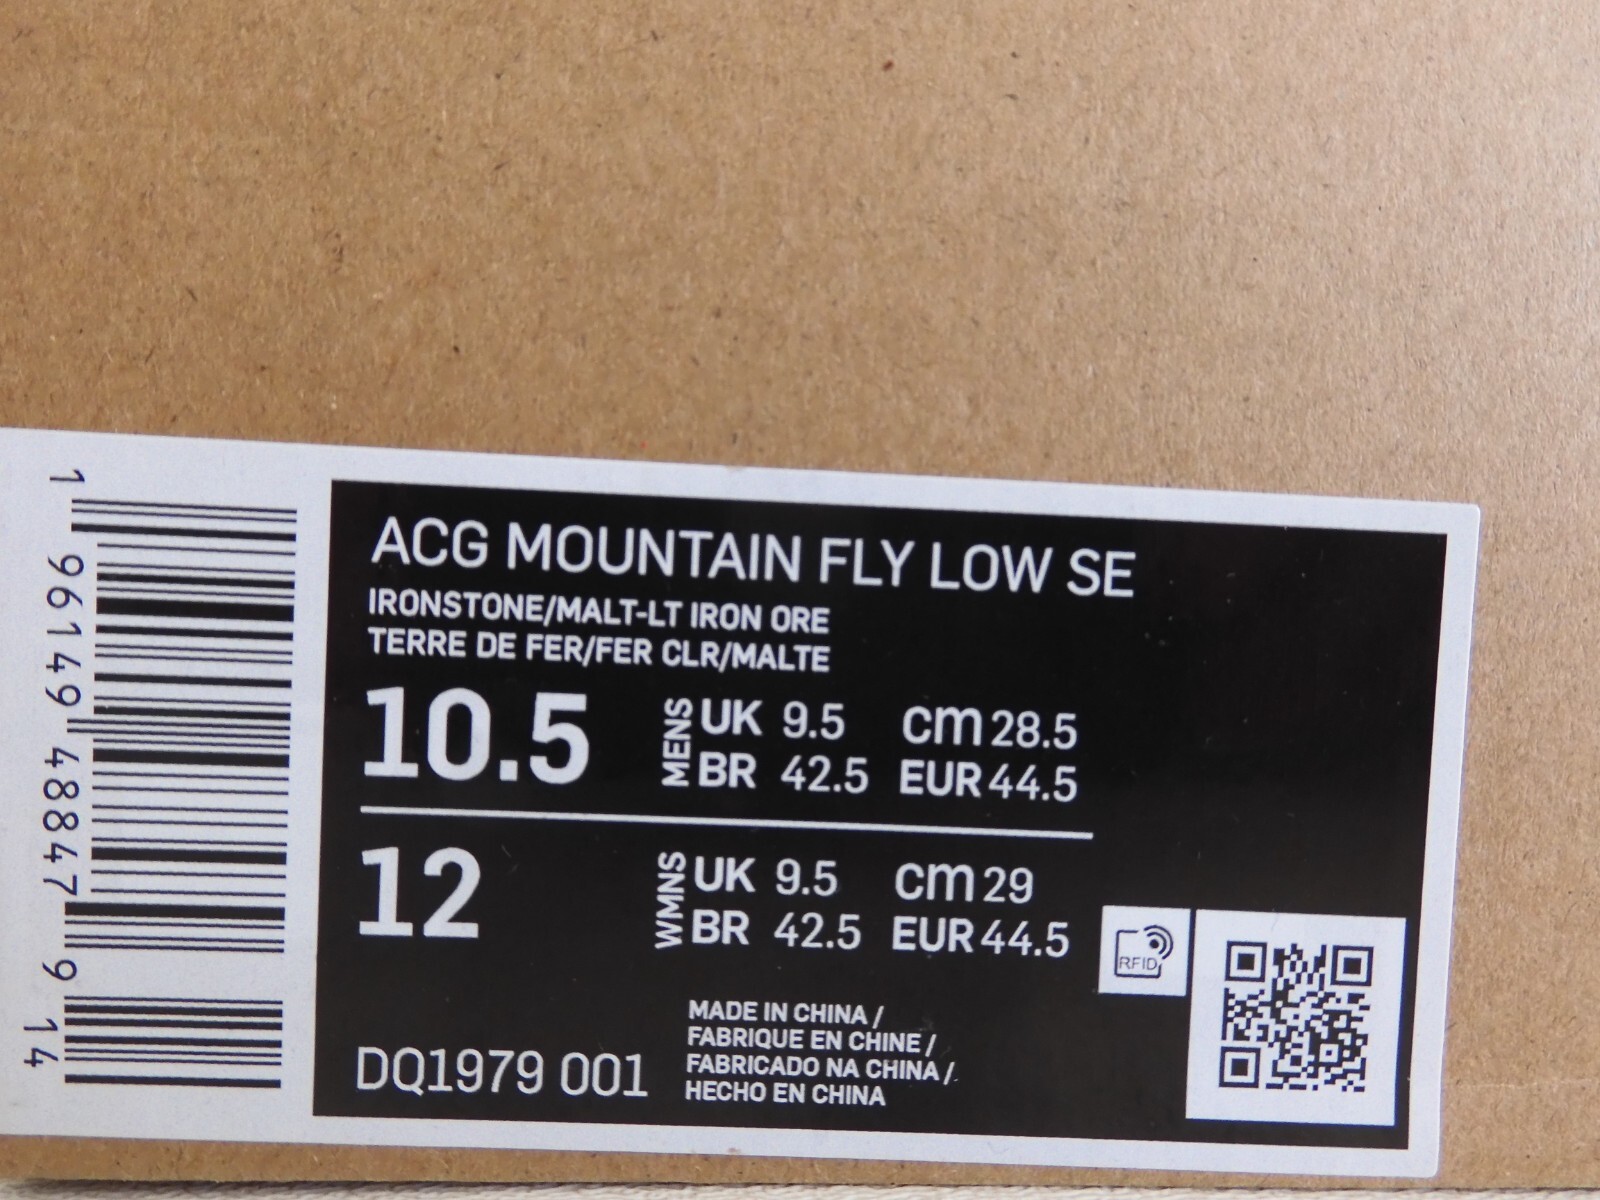 1 96149 48847 9 14
ACG MOUNTAIN FLY LOW SE
IRONSTONE/MALT-LT IRON ORE
TERRE DE FER/FER CLR/MALTE
10.5 MENS UK 9.5 cm 28.5
BR 42.5 EUR 44.5
12 WMNS UK 9.5 cm 29
BR 42.5 EUR 44.5
RFID
MADE IN CHINA /
FABRIQUE EN CHINE /
FABRICADO NA CHINA /
HECHO EN CHINA
DQ1979 001